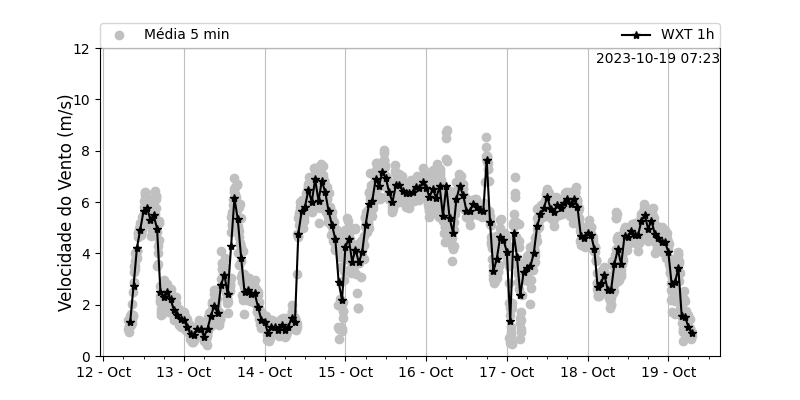 Média 5 min
WXT 1h
2023-10-19 07:23
Velocidade do Vento (m/s)
12
10
8
6
4
2
0
12 - Oct
13 - Oct
14 - Oct
15 - Oct
16 - Oct
17 - Oct
18 - Oct
19 - Oct